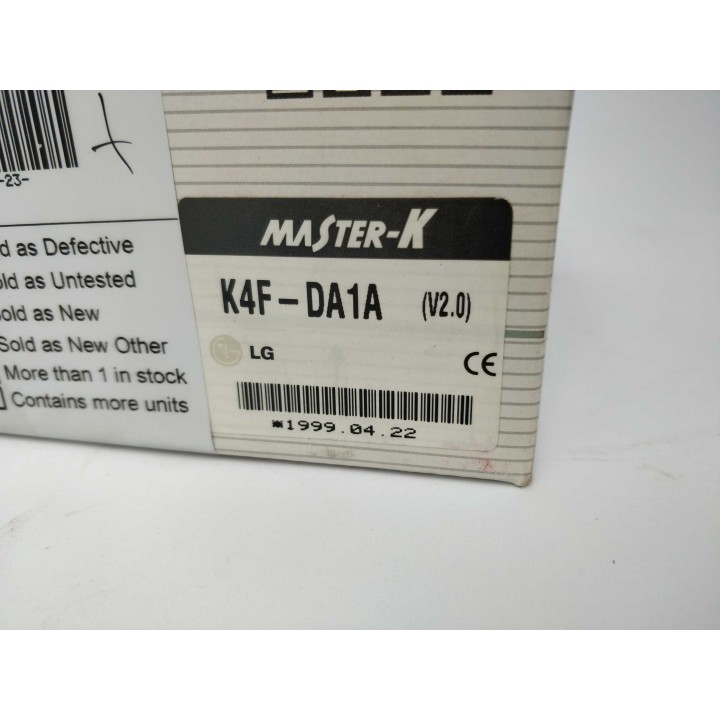 -23-
d as Defective
old as Untested
old as New
Sold as New Other
More than 1 in stock
Contains more units
MASTER-K
K4F-DA1A (V2.0)
LG CE
*1999.04.22